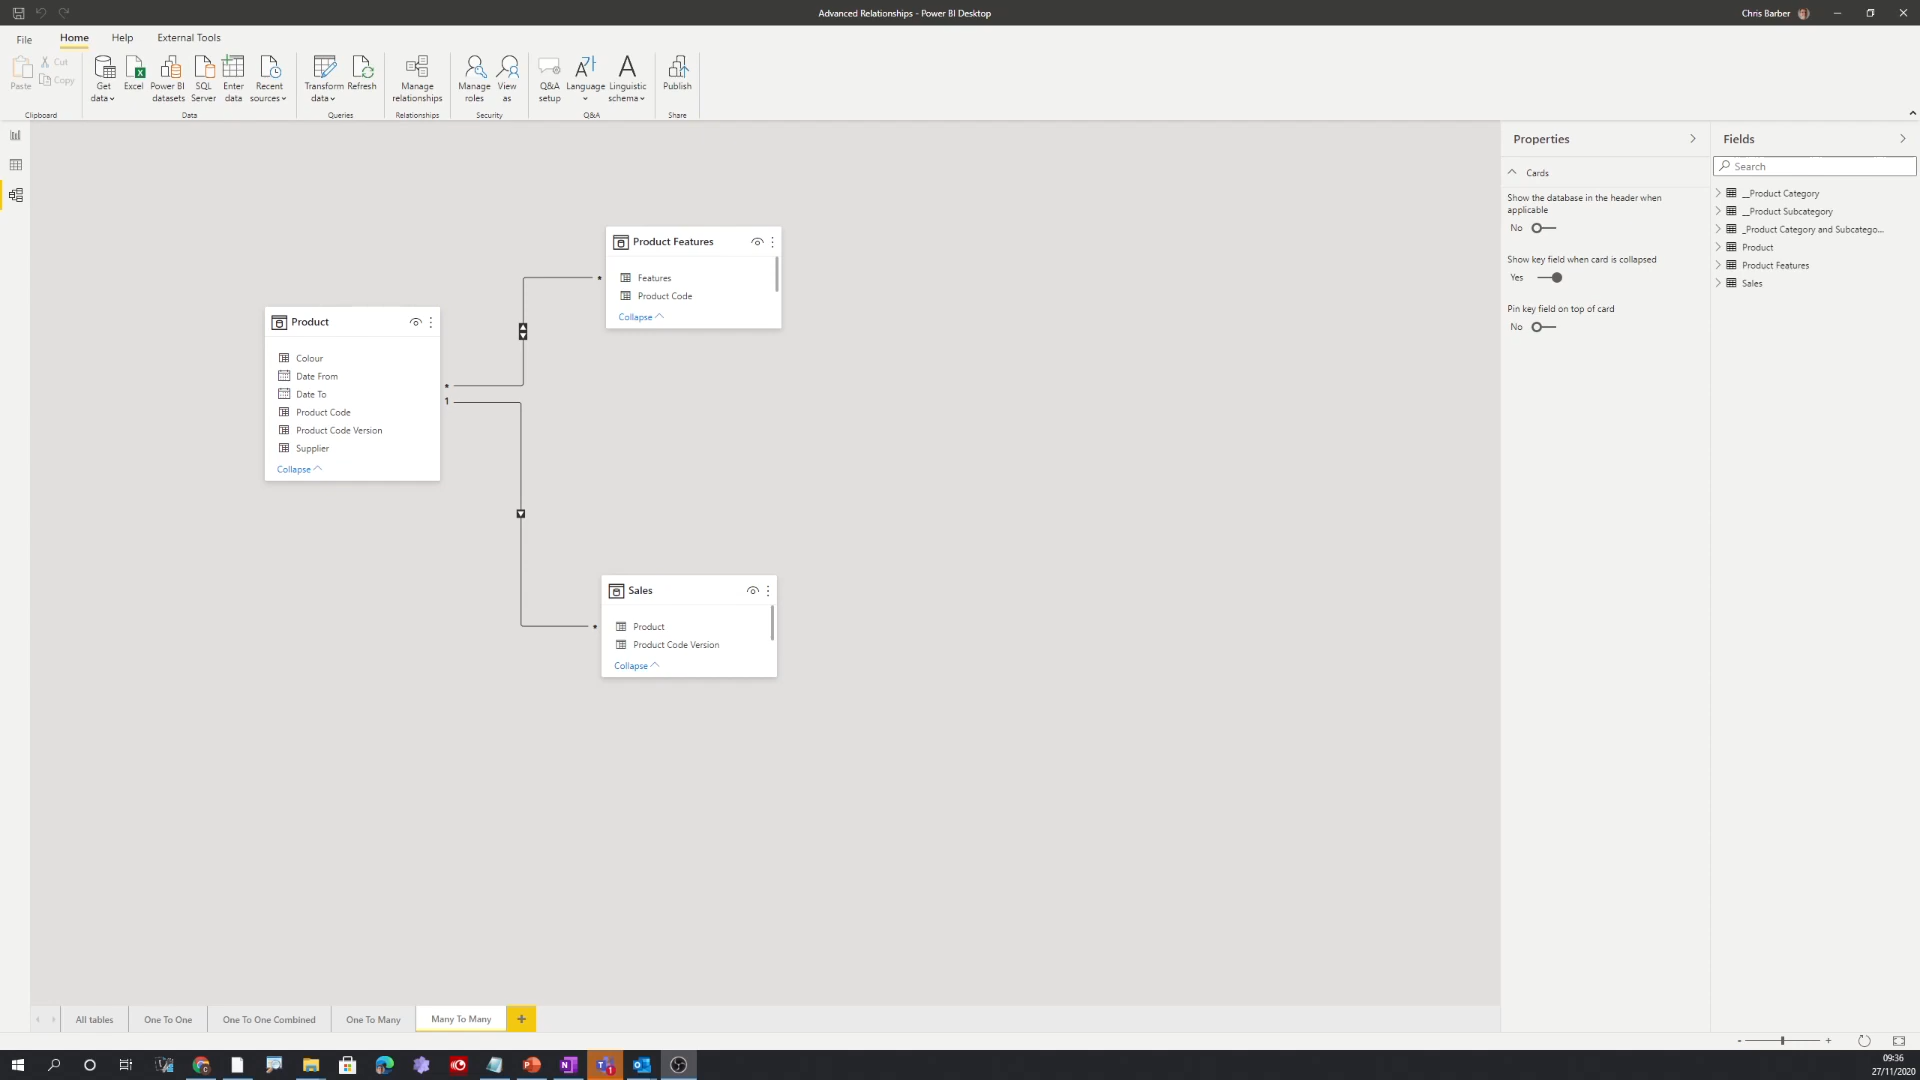 Advanced Relationships - Power BI Desktop
Chris Barber
File
Home
Help
External Tools
Paste
Cut
Copy
Clipboard
Get data
Excel
Power BI datasets
SQL Server
Enter data
Recent sources
Data
Transform data
Refresh
Queries
Manage relationships
Relationships
Manage roles
View as
Security
Q&A setup
Language
Linguistic schema
Q&A
Publish
Share
Product Features
Features
Product Code
Collapse
Product
Colour
Date From
Date To
Product Code
Product Code Version
Supplier
Collapse
*
*
1
*
Sales
Product
Product Code Version
Collapse
Properties
Cards
Show the database in the header when
applicable
No
Show key field when card is collapsed
Yes
Pin key field on top of card
No
Fields
Search
__Product Category
__Product Subcategory
_Product Category and Subcatego...
Product
Product Features
Sales
All tables
One To One
One To One Combined
One To Many
Many To Many
+
- +
09:36
27/11/2020